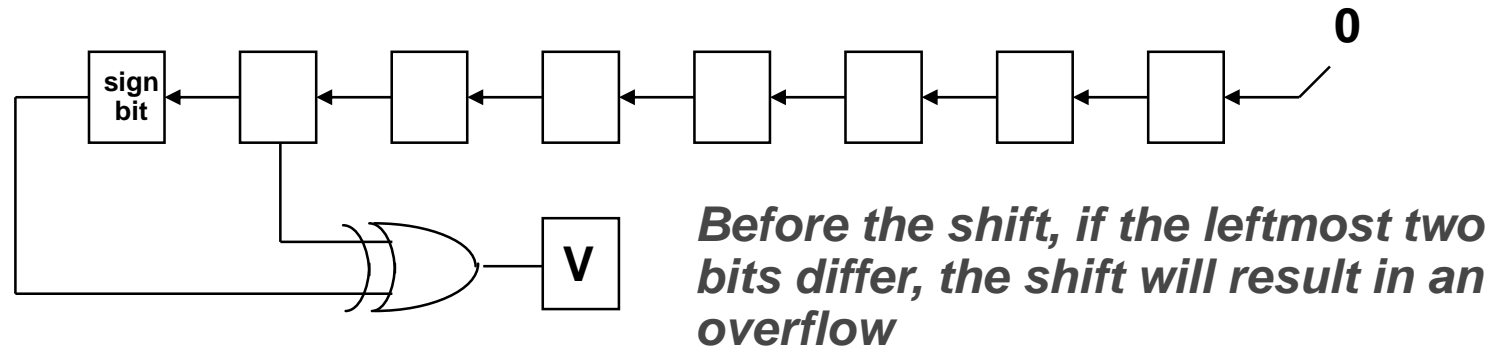 0
sign
bit
V
Before the shift, if the leftmost two
bits differ, the shift will result in an
overflow